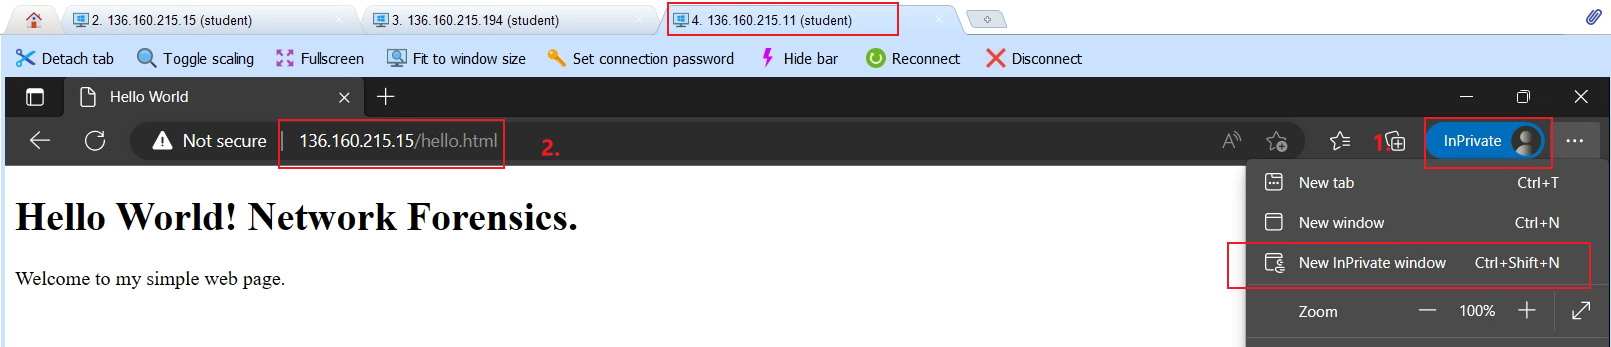 2. 136.160.215.15 (student)
3. 136.160.215.194 (student)
4. 136.160.215.11 (student)
Detach tab
Toggle scaling
Fullscreen
Fit to window size
Set connection password
Hide bar
Reconnect
Disconnect
Hello World
Not secure
136.160.215.15/hello.html
2.
1.
InPrivate
New tab Ctrl+T
New window Ctrl+N
New InPrivate window Ctrl+Shift+N
Zoom 100%
Hello World! Network Forensics.
Welcome to my simple web page.